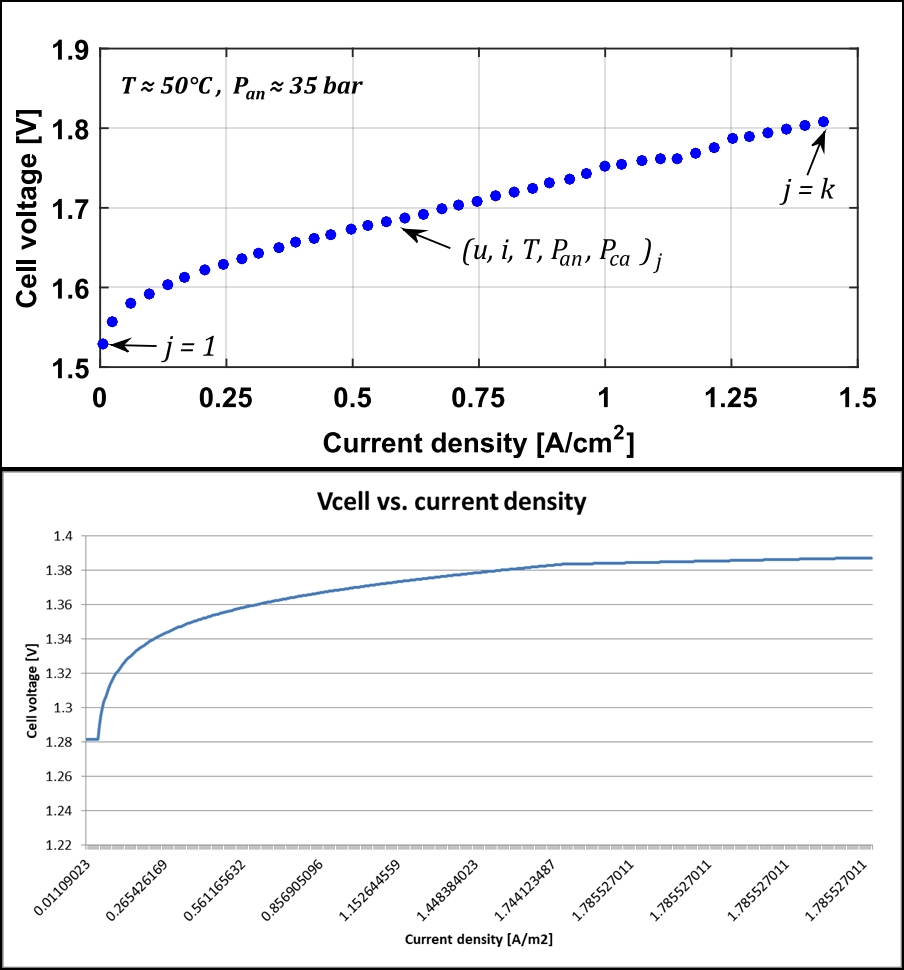 1.9
T ≈ 50°C , Pan ≈ 35 bar
1.8
j = k
1.7
(u, i, T, Pan, Pca )j
1.6
j = 1
1.5
0 0.25 0.5 0.75 1 1.25 1.5
Cell voltage [V]
Current density [A/cm2]
Vcell vs. current density
1.4
1.38
1.36
1.34
1.32
1.3
1.28
1.26
1.24
1.22
Cell voltage [V]
0.01109023 0.265426169 0.561165632 0.856905096 1.152644559 1.448384023 1.744123487 1.785527011 1.785527011 1.785527011 1.785527011
Current density [A/m2]